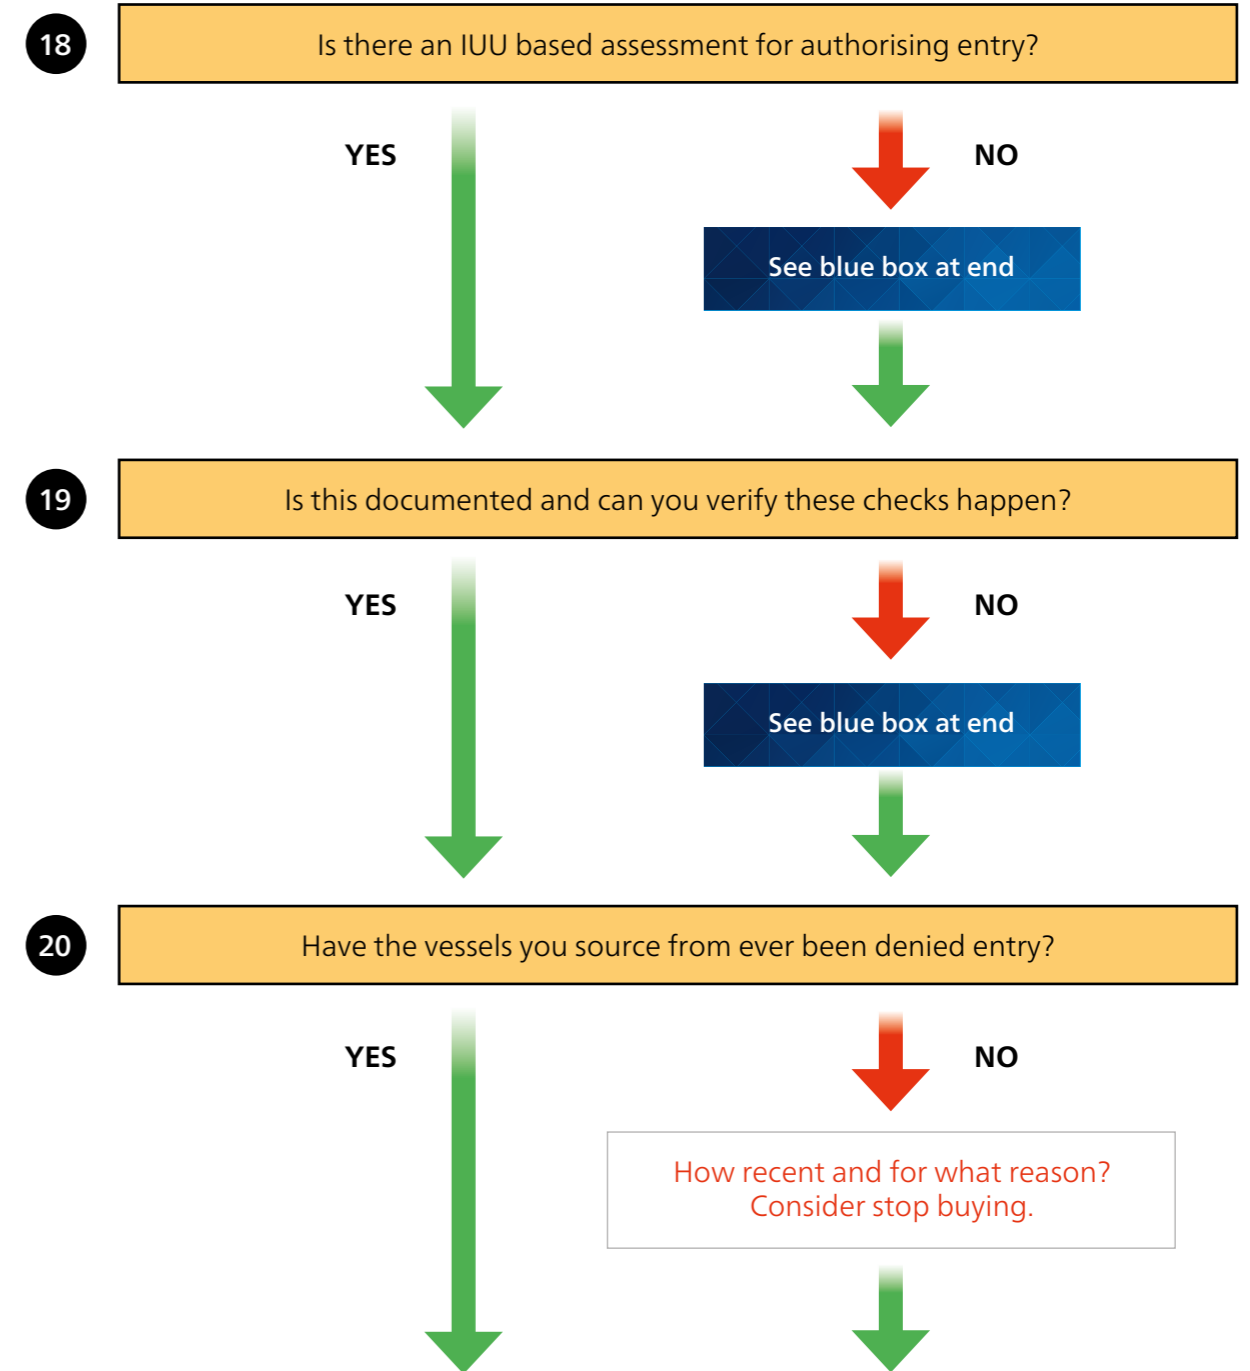 18
Is there an IUU based assessment for authorising entry?
YES
NO
See blue box at end
19
Is this documented and can you verify these checks happen?
YES
NO
See blue box at end
20
Have the vessels you source from ever been denied entry?
YES
NO
How recent and for what reason?
Consider stop buying.